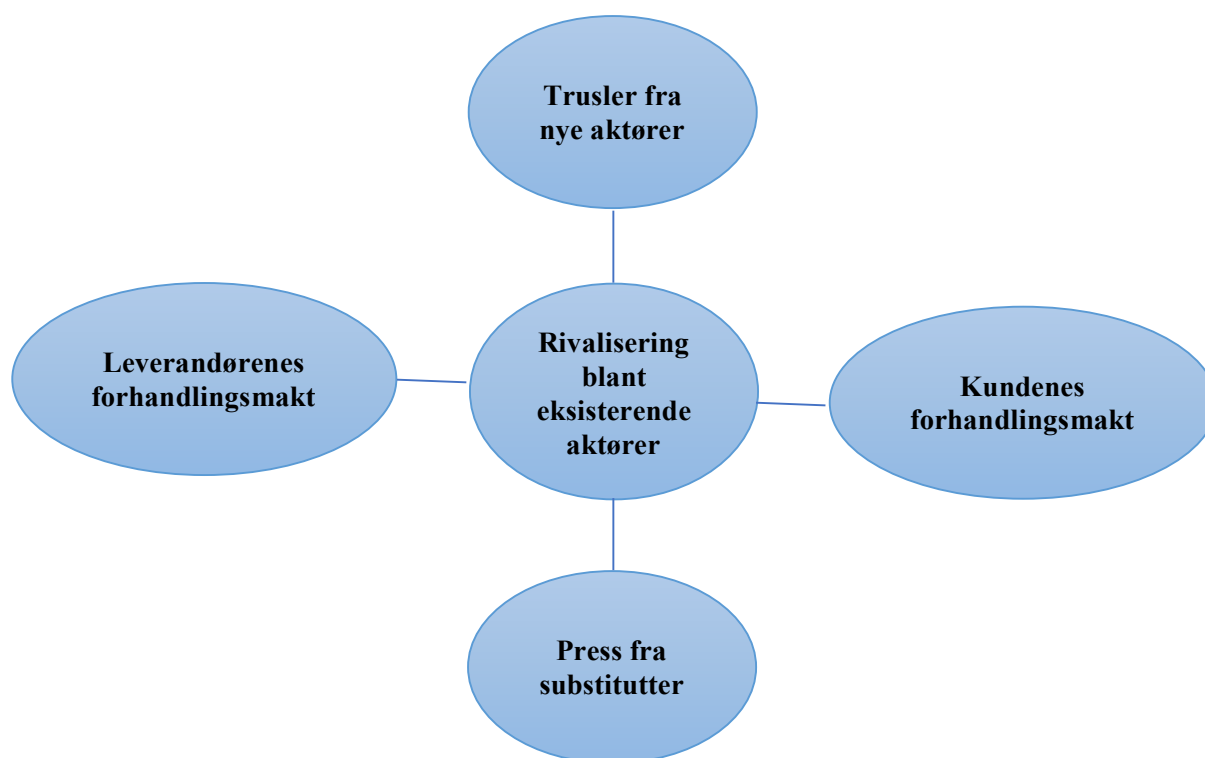 Trusler fra
nye aktører
Leverandørenes
forhandlingsmakt
Rivalisering
blant
eksisterende
aktører
Kundenes
forhandlingsmakt
Press fra
substitutter